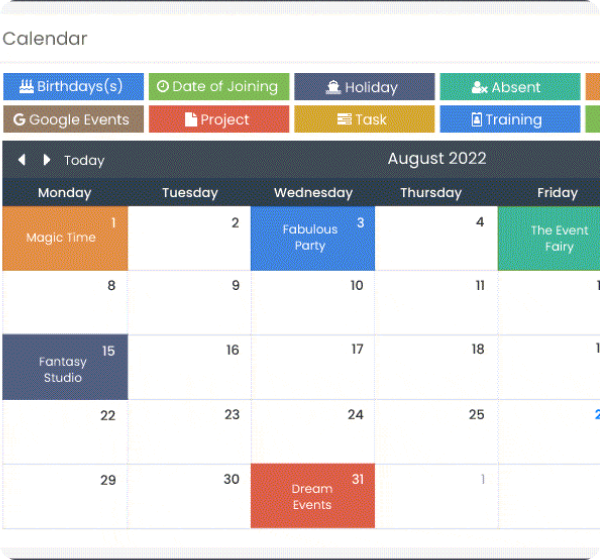 Calendar
Birthdays(s) Date of Joining Holiday Absent
Google Events Project Task Training
Today August 2022
Monday Tuesday Wednesday Thursday Friday
1 2 3 4
Magic Time Fabulous Party The Event Fairy
8 9 10 11
15 16 17 18
Fantasy Studio
22 23 24 25
29 30 31 1
Dream Events